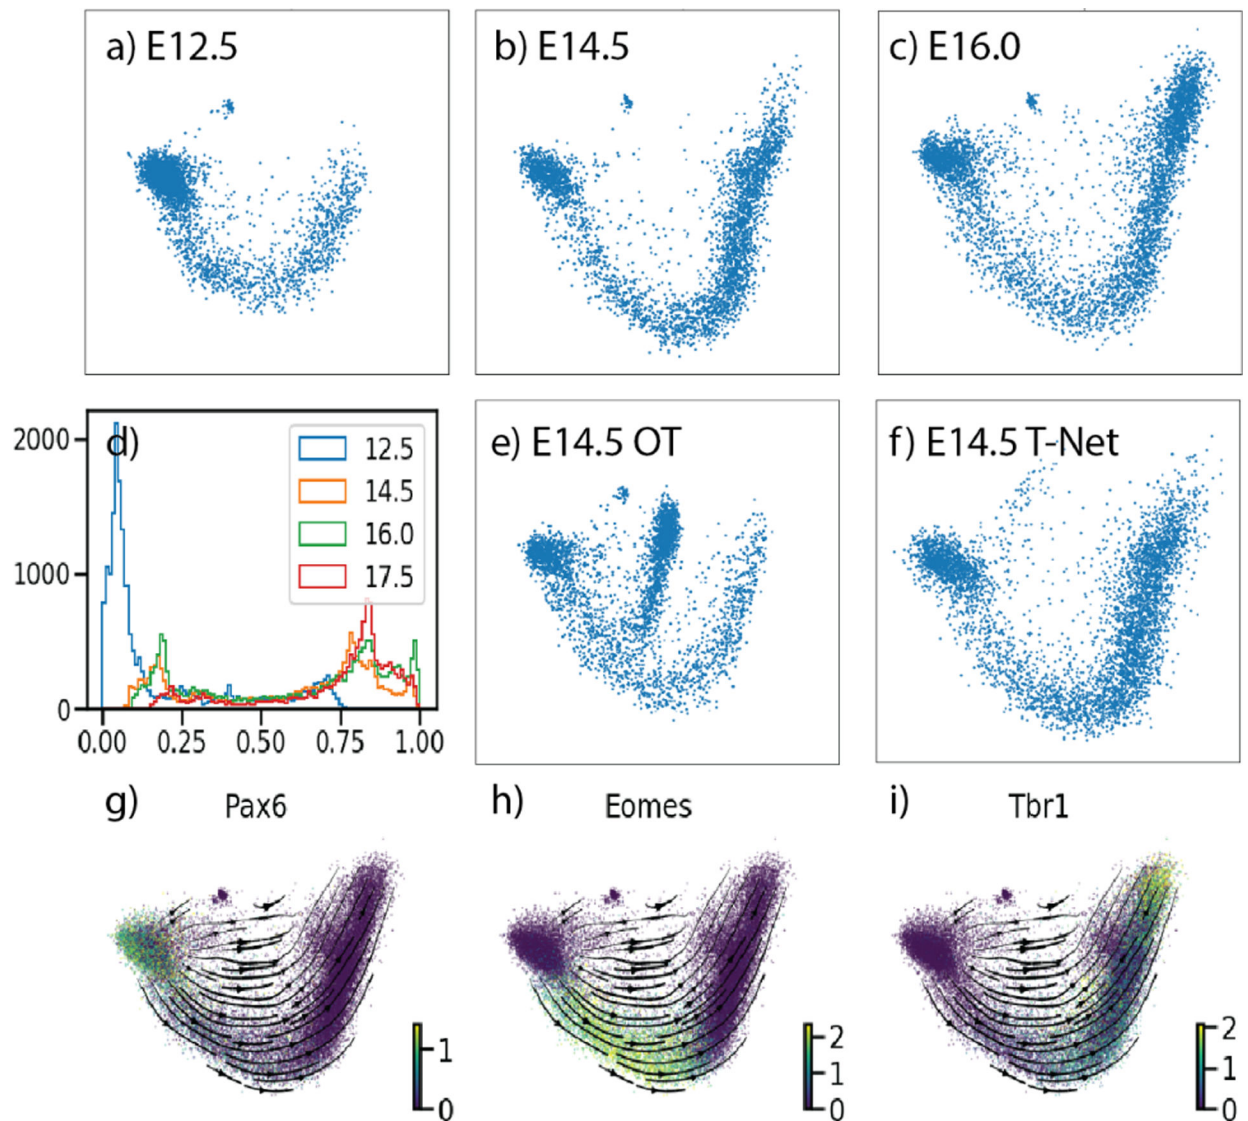 a) E12.5
b) E14.5
c) E16.0
d)
2000
1000
0
12.5
14.5
16.0
17.5
0.00 0.25 0.50 0.75 1.00
e) E14.5 OT
f) E14.5 T-Net
g) Pax6
1
0
h) Eomes
2
1
0
i) Tbr1
2
1
0